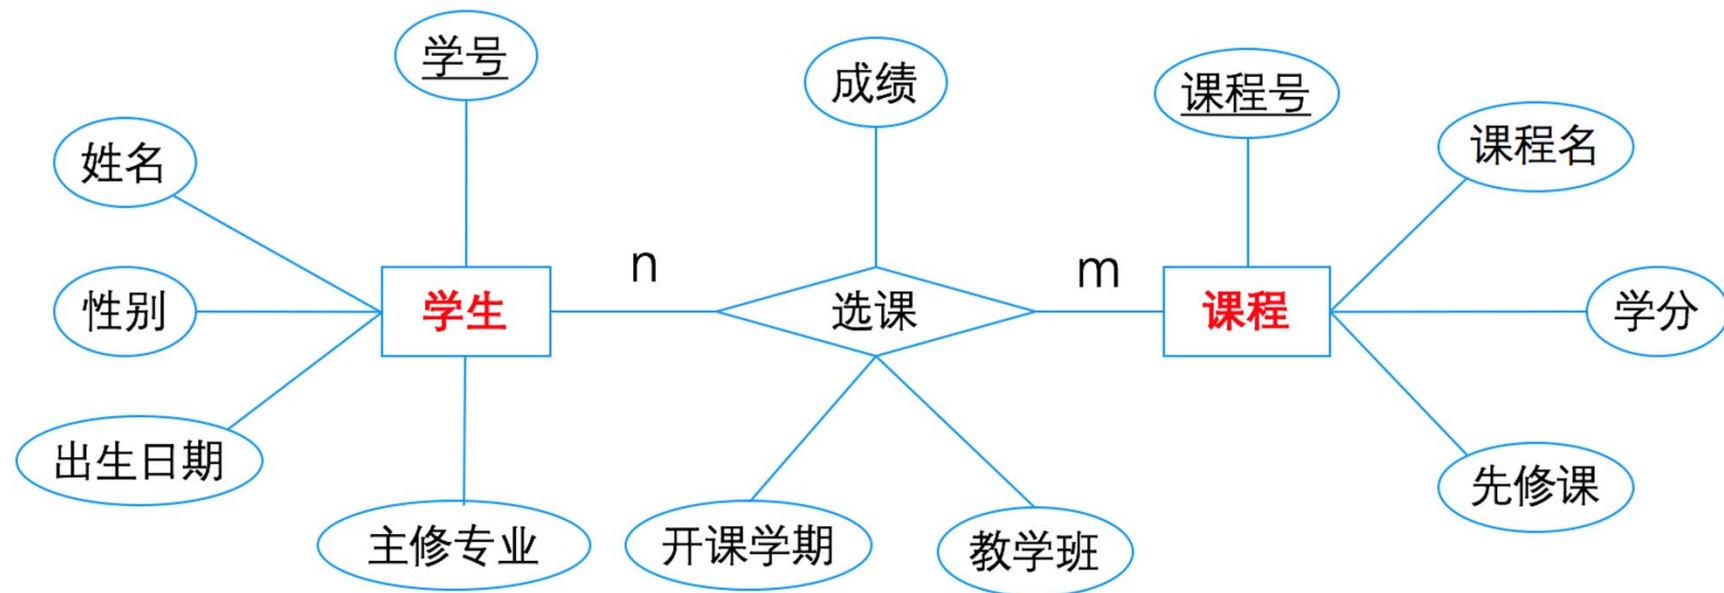 学号
成绩
课程号
课程名
姓名
n
m
性别
学生
选课
课程
学分
出生日期
先修课
主修专业
开课学期
教学班